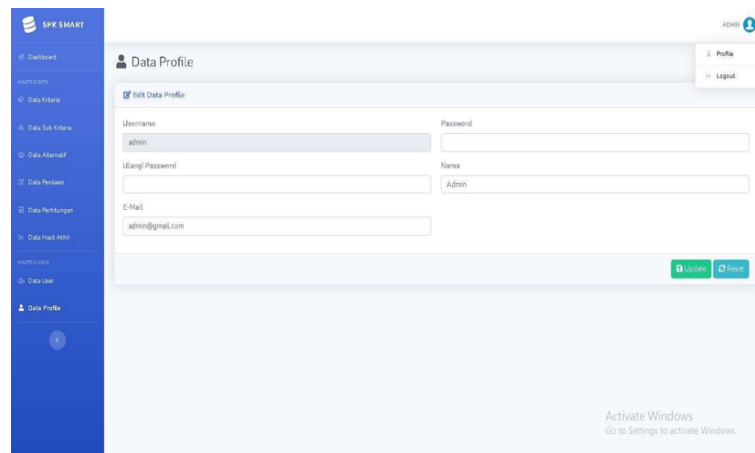 SPK SMART
ADMIN
Dashboard
MASTER DATA
Data Kriteria
Data Sub Kriteria
Data Alternatif
Data Penilaian
Data Perhitungan
Data Hasil Akhir
MASTER USER
Data User
Data Profile
Profile
Logout
Data Profile
Edit Data Profile
Username
Password
admin
Ulangi Password
Nama
Admin
E-Mail
admin@gmail.com
Update
Reset
Activate Windows
Go to Settings to activate Windows.